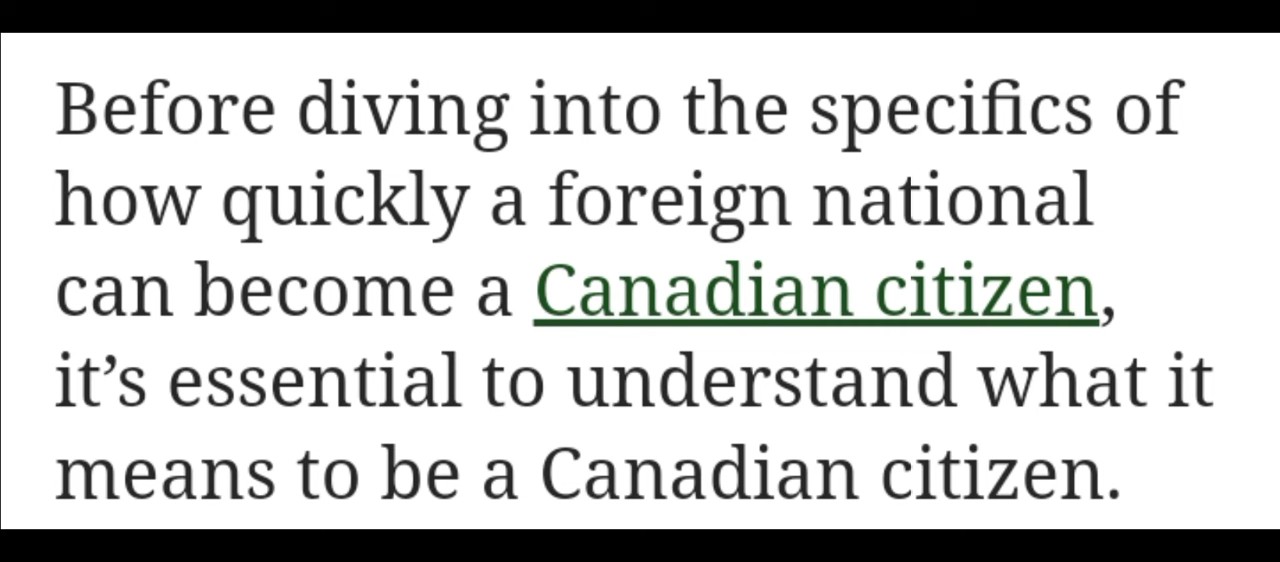 Before diving into the specifics of
how quickly a foreign national
can become a Canadian citizen,
it’s essential to understand what it
means to be a Canadian citizen.